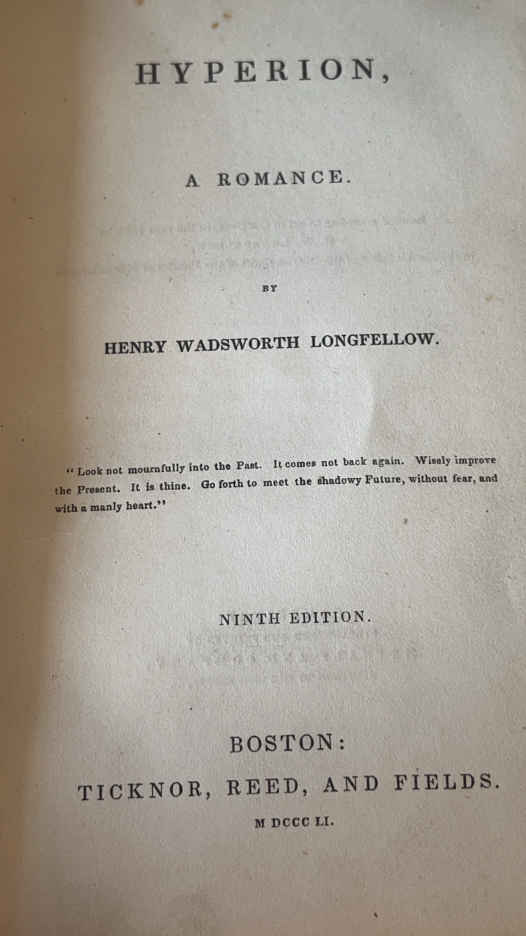 HYPERION,
A ROMANCE.
BY
HENRY WADSWORTH LONGFELLOW.
“Look not mournfully into the Past. It comes not back again. Wisely improve
the Present. It is thine. Go forth to meet the shadowy Future, without fear, and
with a manly heart.”
NINTH EDITION.
BOSTON:
TICKNOR, REED, AND FIELDS.
M DCCC LI.